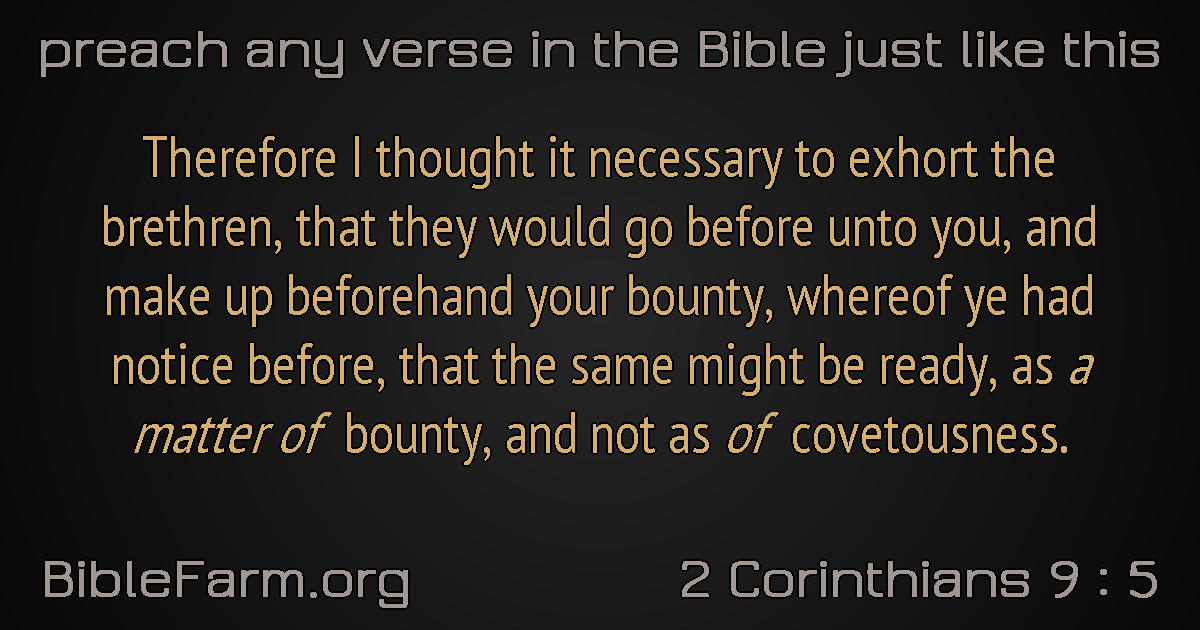 preach any verse in the Bible just like this
Therefore I thought it necessary to exhort the
brethren, that they would go before unto you, and
make up beforehand your bounty, whereof ye had
notice before, that the same might be ready, as a
matter of bounty, and not as of covetousness.
BibleFarm.org
2 Corinthians 9 : 5